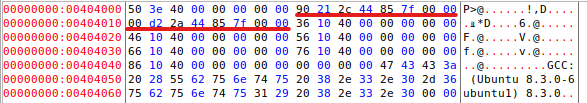 00000000:00404000 50 3e 40 00 00 00 00 00 90 21 2c 44 85 7f 00 00 P>@......!,D....
00000000:00404010 00 d2 2a 44 85 7f 00 00 36 10 40 00 00 00 00 00 *D....6.@.....
00000000:00404020 46 10 40 00 00 00 00 00 56 10 40 00 00 00 00 00 F.@.....V.@.....
00000000:00404030 66 10 40 00 00 00 00 00 76 10 40 00 00 00 00 00 f.@.....v.@.....
00000000:00404040 86 10 40 00 00 00 00 00 00 00 00 00 47 43 43 3a ..@.........GCC:
00000000:00404050 20 28 55 62 75 6e 74 75 20 38 2e 33 2e 30 2d 36 (Ubuntu 8.3.0-6
00000000:00404060 75 62 75 6e 74 75 31 29 20 38 2e 33 2e 30 00 00 ubuntu1) 8.3.0..